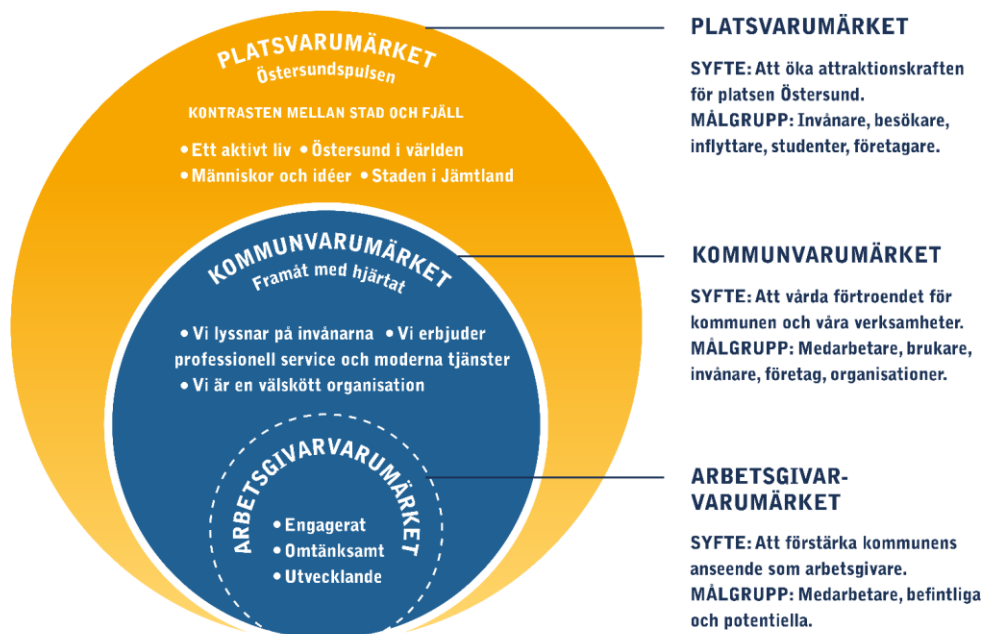 PLATSVARUMÄRKET
Östersundspulsen
KONTRASTEN MELLAN STAD OCH FJÄLL
• Ett aktivt liv • Östersund i världen
• Människor och idéer • Staden i Jämtland
KOMMUNVARUMÄRKET
Framåt med hjärtat
• Vi lyssnar på invånarna • Vi erbjuder
professionell service och moderna tjänster
• Vi är en välskött organisation
ARBETSGIVARVARUMÄRKET
• Engagerat
• Omtänksamt
• Utvecklande
PLATSVARUMÄRKET
SYFTE: Att öka attraktionskraften
för platsen Östersund.
MÅLGRUPP: Invånare, besökare,
inflyttare, studenter, företagare.
KOMMUNVARUMÄRKET
SYFTE: Att vårda förtroendet för
kommunen och våra verksamheter.
MÅLGRUPP: Medarbetare, brukare,
invånare, företag, organisationer.
ARBETSGIVAR-
VARUMÄRKET
SYFTE: Att förstärka kommunens
anseende som arbetsgivare.
MÅLGRUPP: Medarbetare, befintliga
och potentiella.